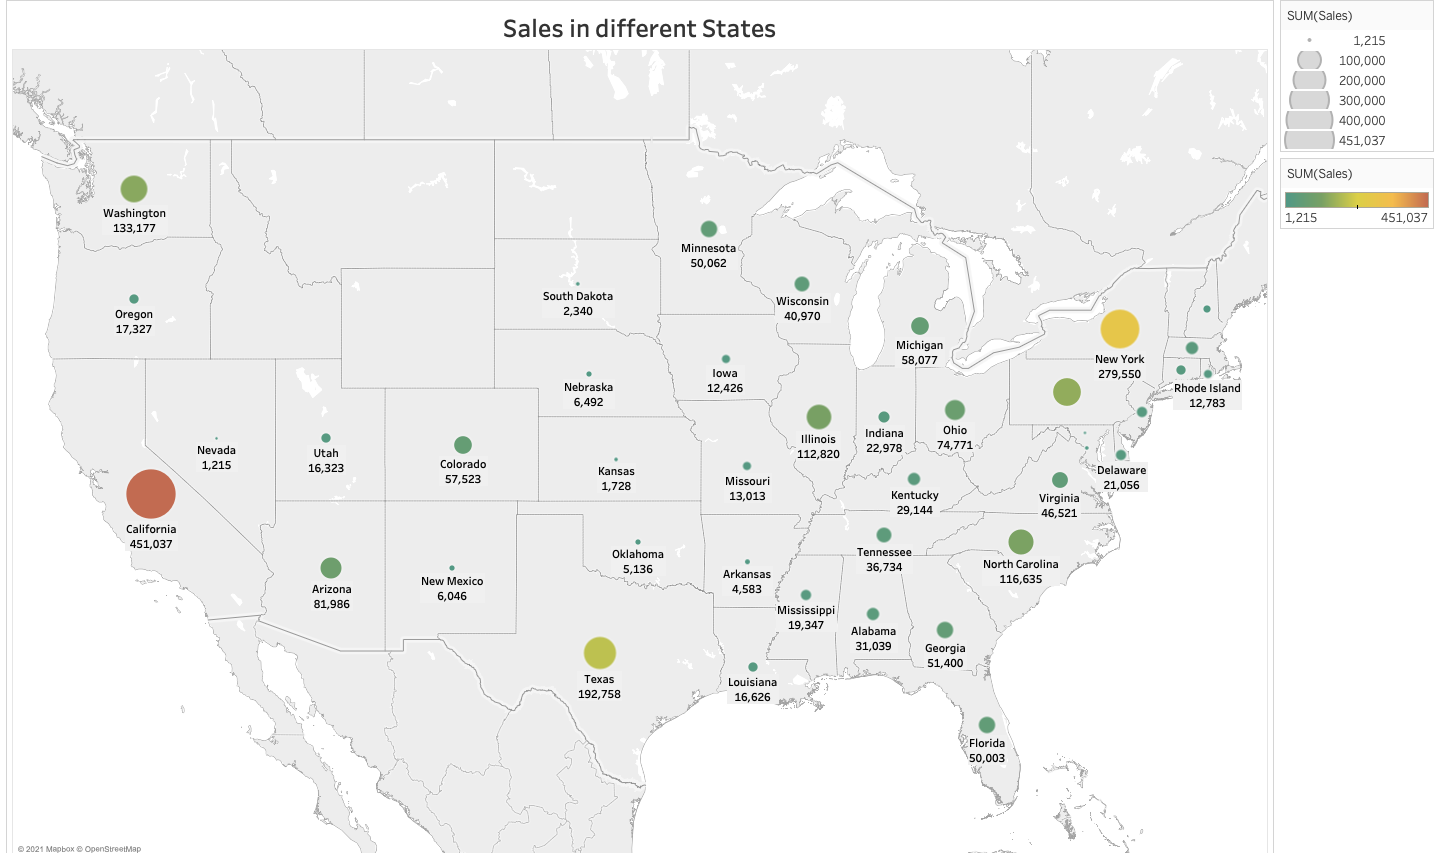 Sales in different States
SUM(Sales)
1,215
100,000
200,000
300,000
400,000
451,037
SUM(Sales)
1,215
451,037
Washington
133,177
Minnesota
50,062
Oregon
17,327
South Dakota
2,340
Wisconsin
40,970
Michigan
58,077
New York
279,550
Nebraska
6,492
Iowa
12,426
Rhode Island
12,783
Nevada
1,215
Utah
16,323
Colorado
57,523
Kansas
1,728
Missouri
13,013
Illinois
112,820
Indiana
22,978
Ohio
74,771
Delaware
21,056
Kentucky
29,144
Virginia
46,521
California
451,037
Arizona
81,986
New Mexico
6,046
Oklahoma
5,136
Arkansas
4,583
Tennessee
36,734
North Carolina
116,635
Mississippi
19,347
Alabama
31,039
Georgia
51,400
Texas
192,758
Louisiana
16,626
Florida
50,003
© 2021 Mapbox © OpenStreetMap